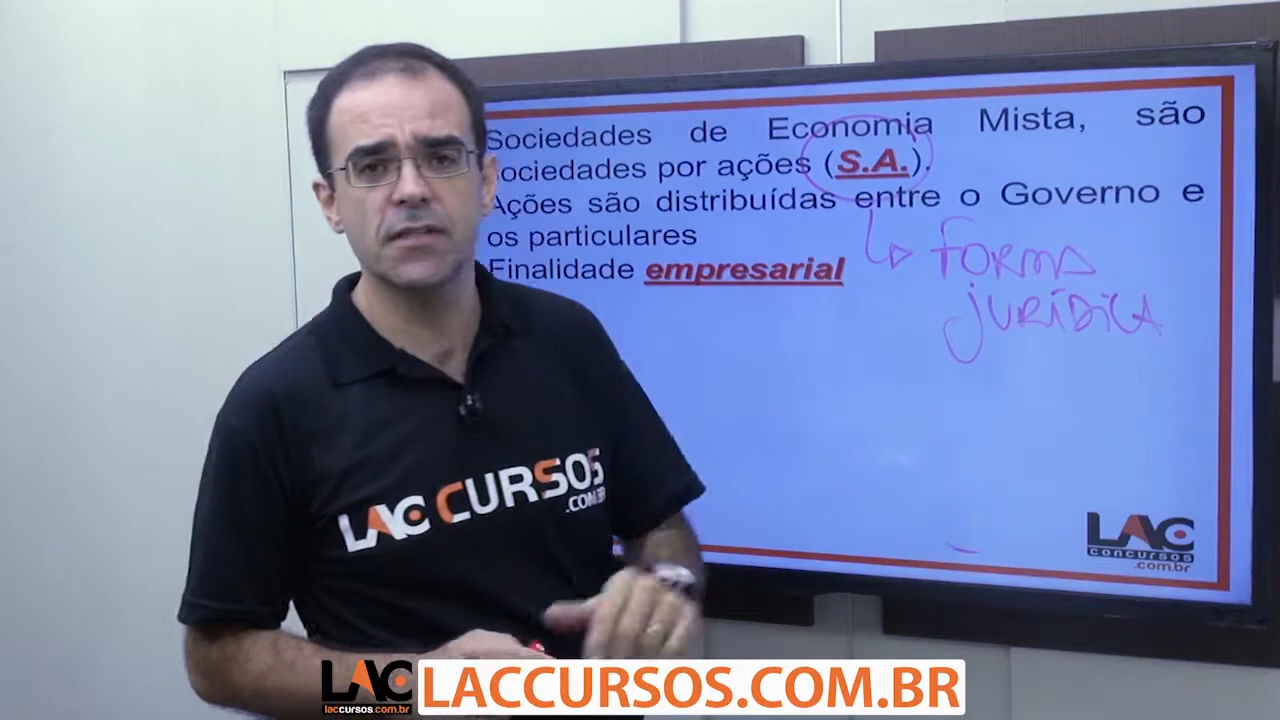 Sociedades de Economia Mista, são
sociedades por ações (S.A.).
Ações são distribuídas entre o Governo e
os particulares
Finalidade empresarial
FORMA
JURÍDICA
LAC CURSOS
.COM.BR
LAC
concursos
.com.br
LAC
laccursos.com.br
LACCURSOS.COM.BR